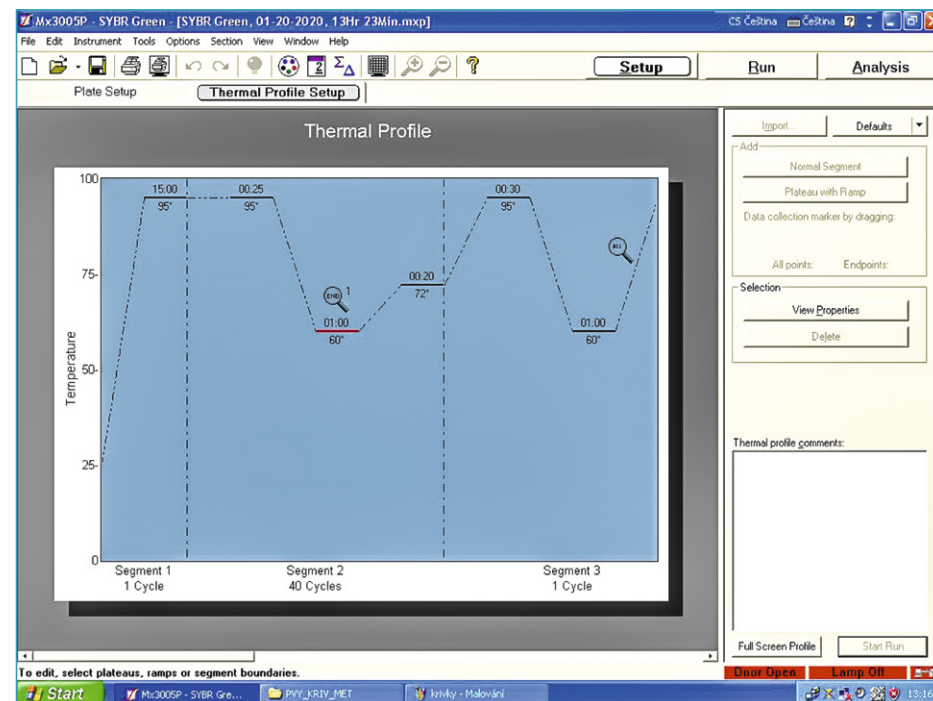 Mx3005P - SYBR Green - [SYBR Green, 01-20-2020, 13Hr 23Min.mxp]
CS Čeština Čeština
File Edit Instrument Tools Options Section View Window Help
Setup Run Analysis
Plate Setup Thermal Profile Setup
Thermal Profile
Import... Defaults
Add
Normal Segment
Plateau with Ramp
Data collection marker by dragging:
All points: Endpoints:
Selection
View Properties
Delete
Thermal profile comments:
Temperature
100
75-
50-
25-
0
15:00
95°
00:25
95°
END 1
01:00
60°
00:20
72°
00:30
95°
01:00
60°
ALL
Segment 1
1 Cycle
Segment 2
40 Cycles
Segment 3
1 Cycle
Full Screen Profile Start Run
To edit, select plateaus, ramps or segment boundaries.
Door Open Lamp Off
Start Mx3005P - SYBR Gre... PVY_KRIV_MET krivky - Malování 13:16